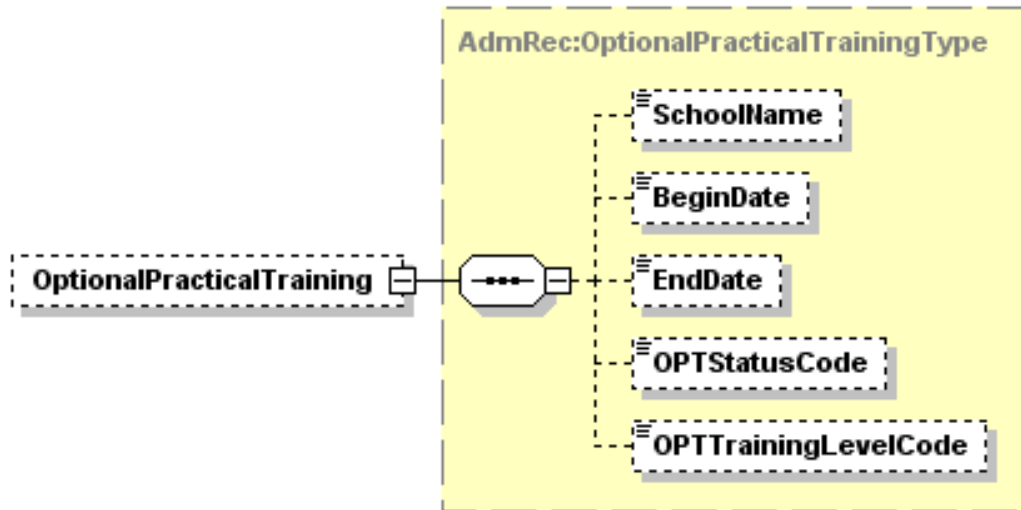 AdmRec:OptionalPracticalTrainingType
SchoolName
BeginDate
OptionalPracticalTraining
EndDate
OPTStatusCode
OPTTrainingLevelCode